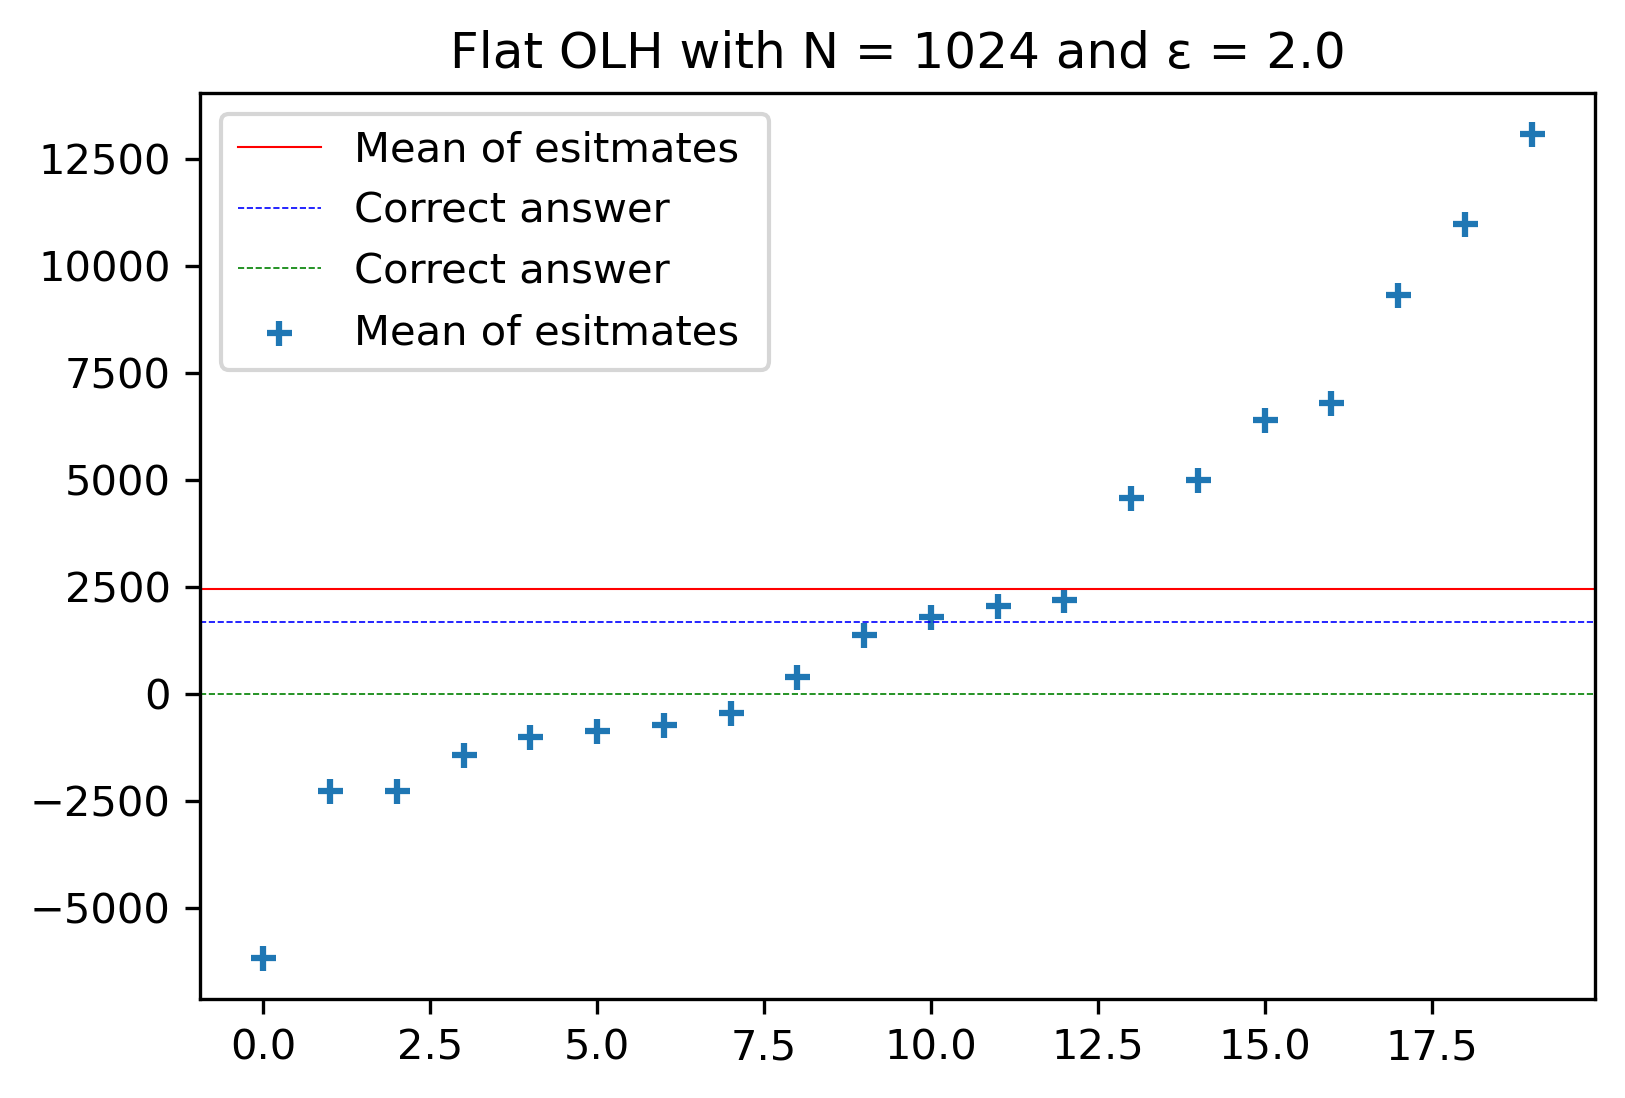 Flat OLH with N = 1024 and ε = 2.0
Mean of esitmates
Correct answer
Correct answer
Mean of esitmates
12500
10000
7500
5000
2500
0
−2500
−5000
0.0 2.5 5.0 7.5 10.0 12.5 15.0 17.5